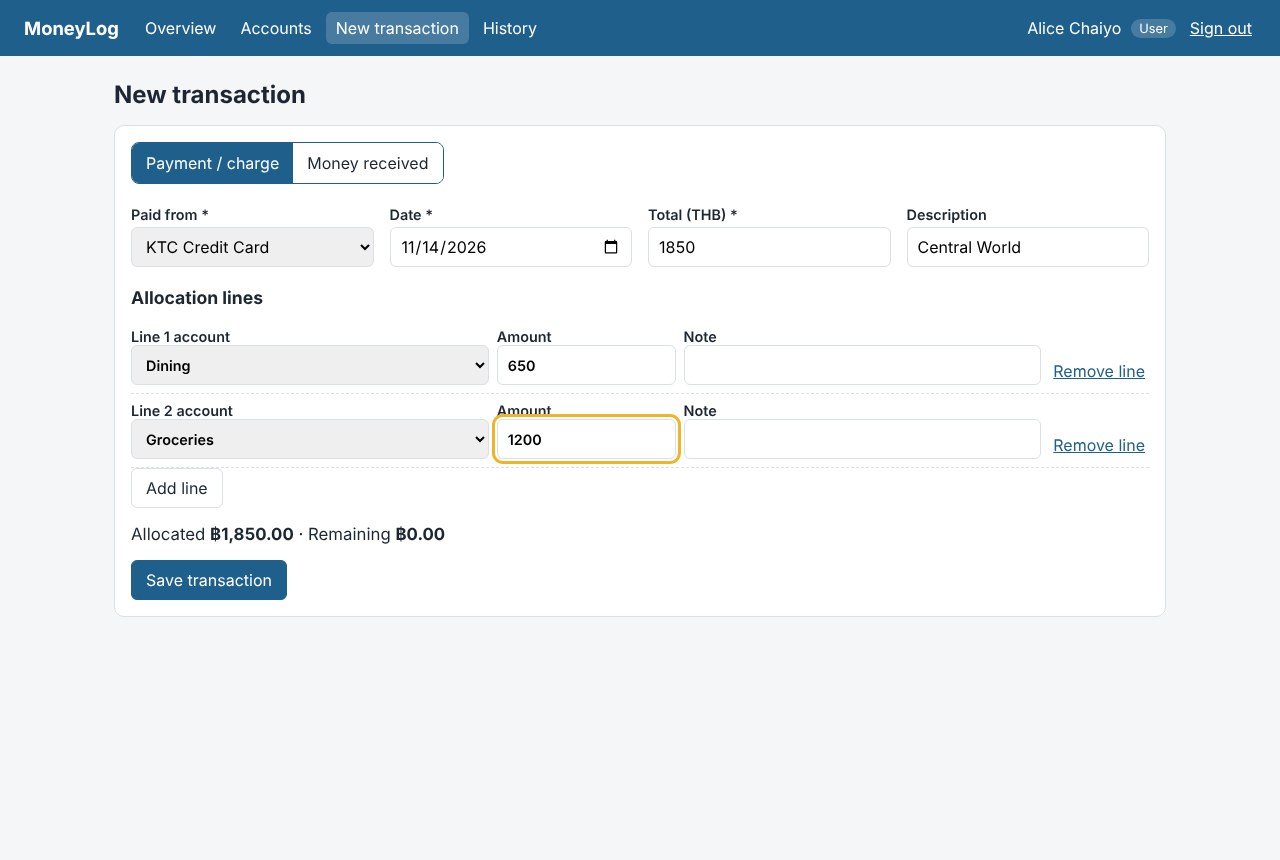 MoneyLog Overview Accounts New transaction History Alice Chaiyo User Sign out
New transaction
Payment / charge Money received
Paid from * Date * Total (THB) * Description
KTC Credit Card 11/14/2026 1850 Central World
Allocation lines
Line 1 account Amount Note
Dining 650 Remove line
Line 2 account Amount Note
Groceries 1200 Remove line
Add line
Allocated ฿1,850.00 · Remaining ฿0.00
Save transaction